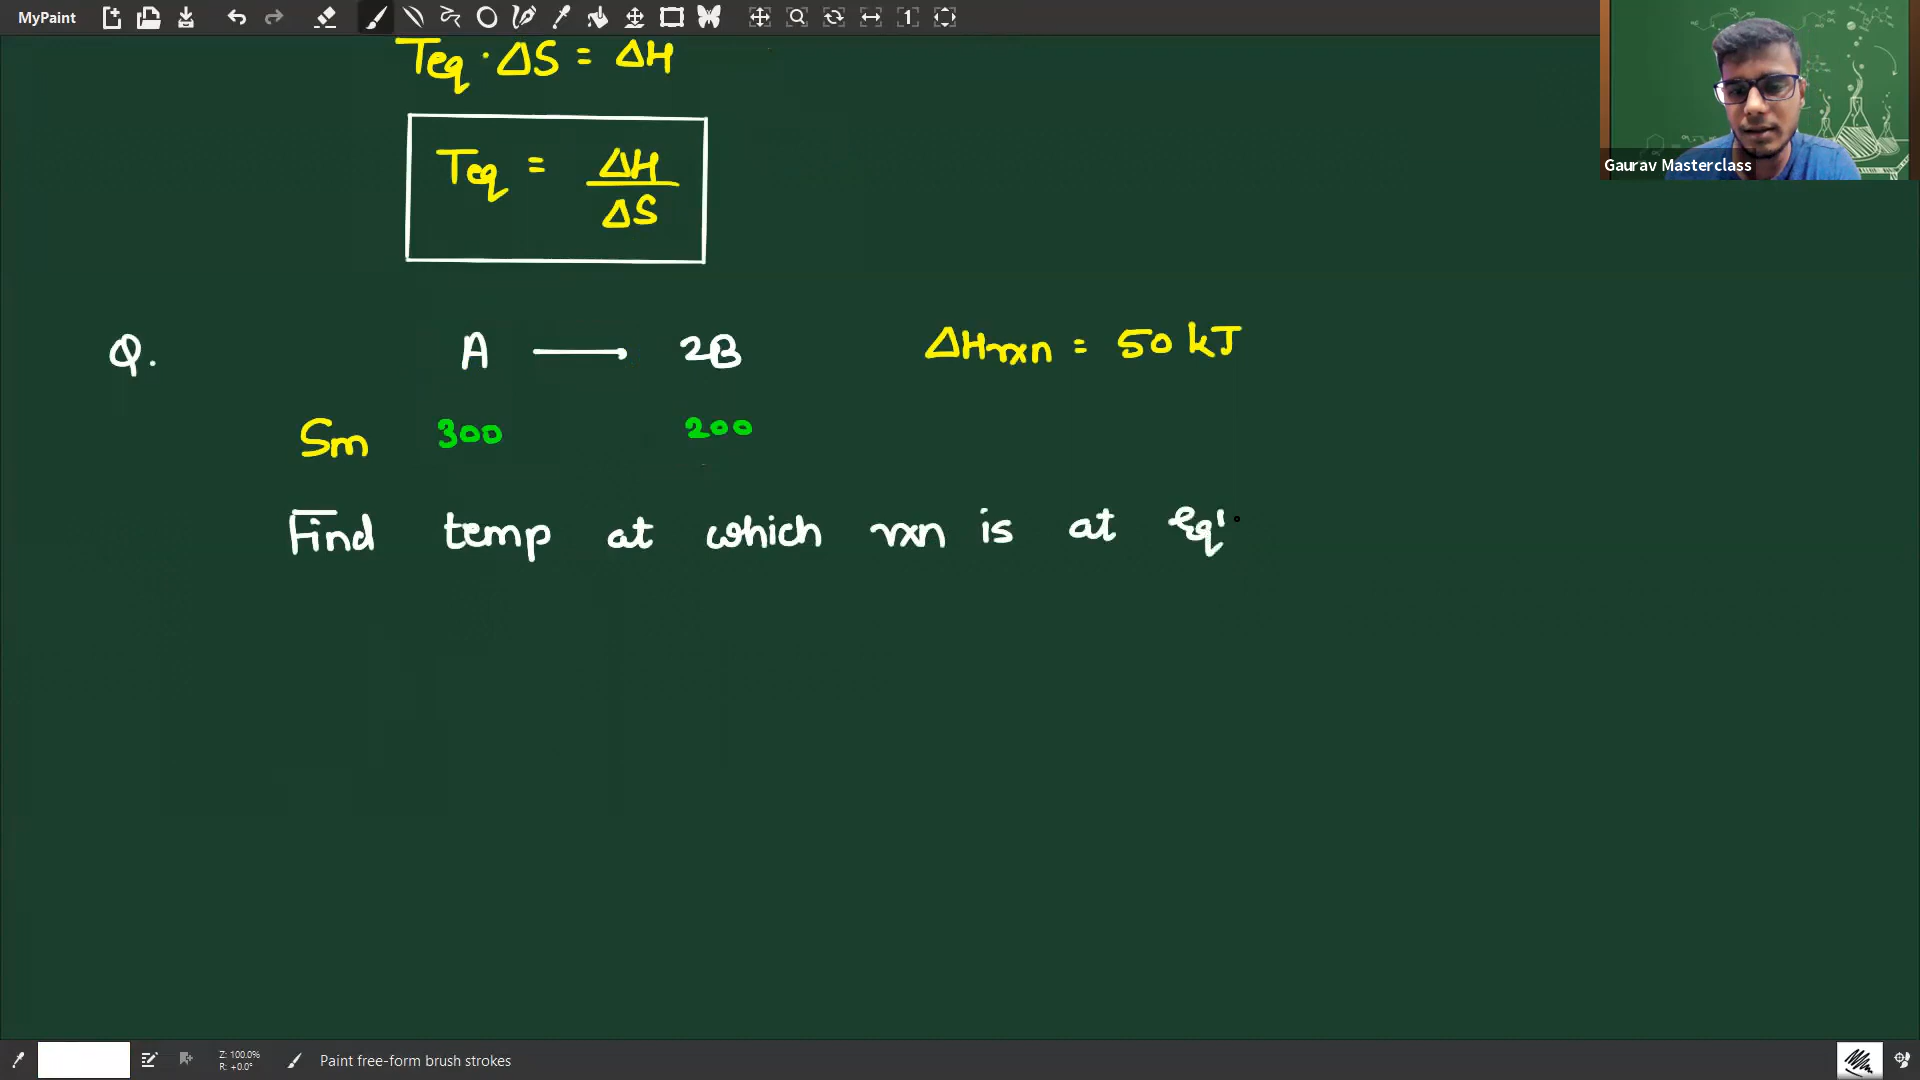 MyPaint
Teq · ΔS = ΔH
Teq = ΔH/ΔS
Gaurav Masterclass
Q. A ⟶ 2B ΔHrxn = 50 kJ
Sm 300 200
Find temp at which rxn is at Eq'
Z: 100.0%
R: +0.0°
Paint free-form brush strokes